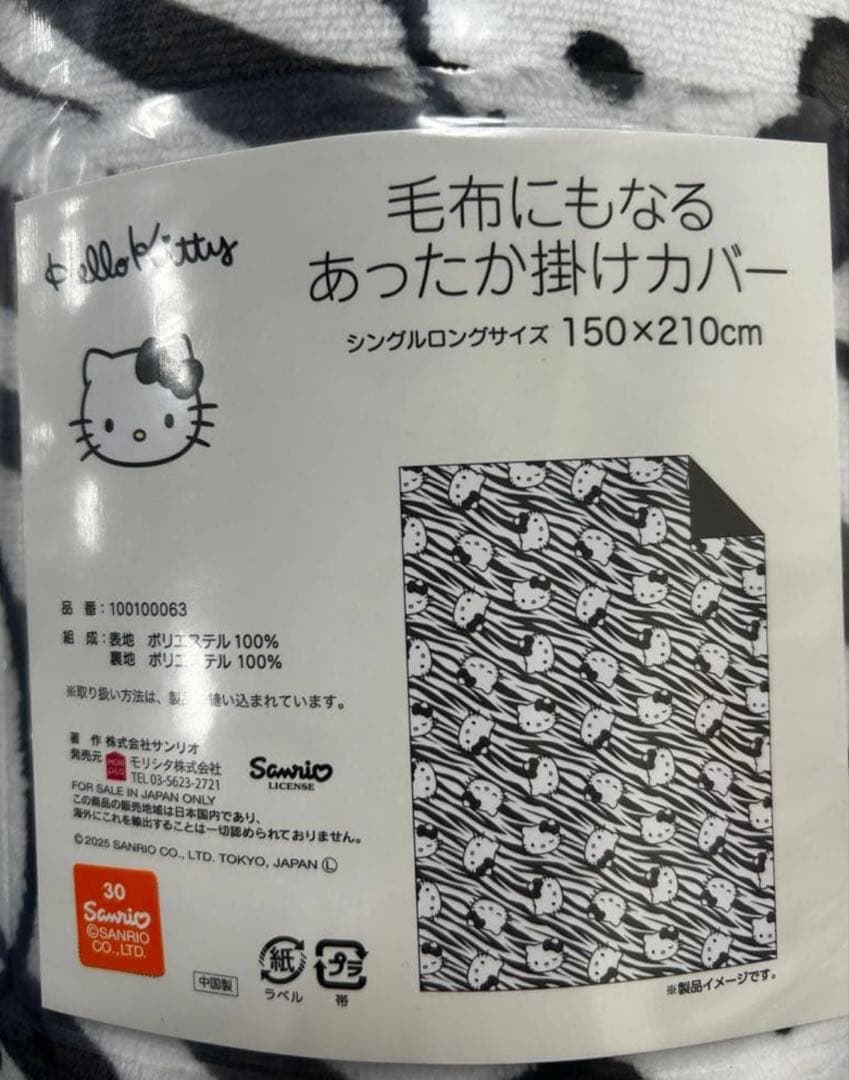 Hello Kitty
毛布にもなる
あったか掛けカバー
シングルロングサイズ 150×210cm
品 番：100100063
組 成：表地 ポリエステル 100%
裏地 ポリエステル 100%
※取り扱い方法は、製 縫い込まれています。
著 作 株式会社サンリオ
発売元 MORIPILO モリシタ株式会社
TEL 03-5623-2721
Sanrio
LICENSE
FOR SALE IN JAPAN ONLY
この商品の販売地域は日本国内であり、
海外にこれを輸出することは一切認められておりません。
©2025 SANRIO CO., LTD. TOKYO, JAPAN Ⓛ
30
Sanrio
©SANRIO
CO.,LTD.
中国製
紙
ラベル
プラ
帯
※製品イメージです。